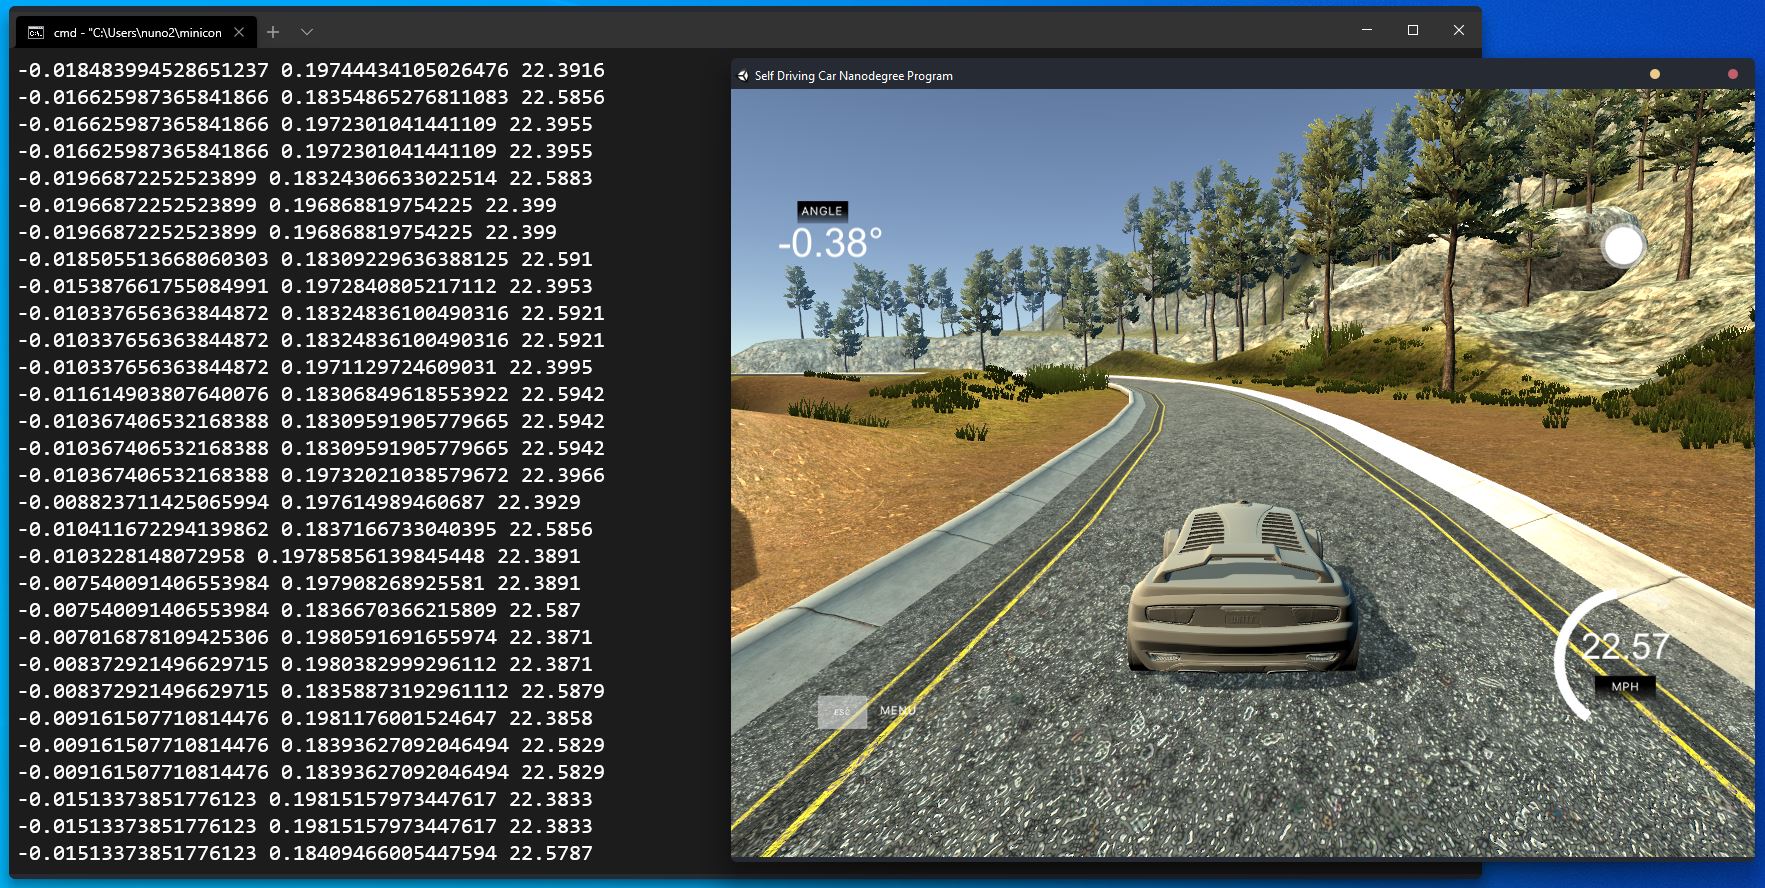 cmd - "C:\Users\nuno2\minicon
-0.018483994528651237 0.19744434105026476 22.3916
-0.016625987365841866 0.18354865276811083 22.5856
-0.016625987365841866 0.1972301041441109 22.3955
-0.016625987365841866 0.1972301041441109 22.3955
-0.01966872252523899 0.18324306633022514 22.5883
-0.01966872252523899 0.196868819754225 22.399
-0.01966872252523899 0.196868819754225 22.399
-0.018505513668060303 0.18309229636388125 22.591
-0.015387661755084991 0.1972840805217112 22.3953
-0.010337656363844872 0.18324836100490316 22.5921
-0.010337656363844872 0.18324836100490316 22.5921
-0.010337656363844872 0.1971129724609031 22.3995
-0.011614903807640076 0.18306849618553922 22.5942
-0.010367406532168388 0.18309591905779665 22.5942
-0.010367406532168388 0.18309591905779665 22.5942
-0.010367406532168388 0.19732021038579672 22.3966
-0.008823711425065994 0.197614989460687 22.3929
-0.010411672294139862 0.1837166733040395 22.5856
-0.0103228148072958 0.19785856139845448 22.3891
-0.007540091406553984 0.197908268925581 22.3891
-0.007540091406553984 0.1836670366215809 22.587
-0.007016878109425306 0.1980591691655974 22.3871
-0.008372921496629715 0.1980382999296112 22.3871
-0.008372921496629715 0.18358873192961112 22.5879
-0.009161507710814476 0.1981176001524647 22.3858
-0.009161507710814476 0.18393627092046494 22.5829
-0.009161507710814476 0.18393627092046494 22.5829
-0.01513373851776123 0.19815157973447617 22.3833
-0.01513373851776123 0.19815157973447617 22.3833
-0.01513373851776123 0.18409466005447594 22.5787
Self Driving Car Nanodegree Program
ANGLE
-0.38°
22.57
MPH
ESC MENU